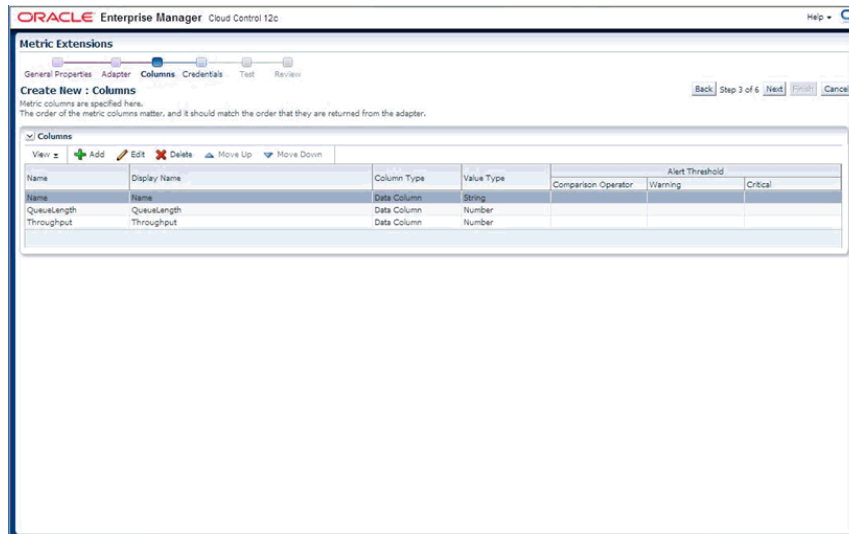 ORACLE Enterprise Manager Cloud Control 12c
Help
Metric Extensions
General Properties Adapter Columns Credentials Test Review
Create New : Columns
Back Step 3 of 6 Next Finish Cancel
Metric columns are specified here.
The order of the metric columns matter, and it should match the order that they are returned from the adapter.
Columns
View Add Edit Delete Move Up Move Down
Name Display Name Column Type Value Type Alert Threshold
Comparison Operator Warning Critical
Name Name Data Column String
QueueLength QueueLength Data Column Number
Throughput Throughput Data Column Number